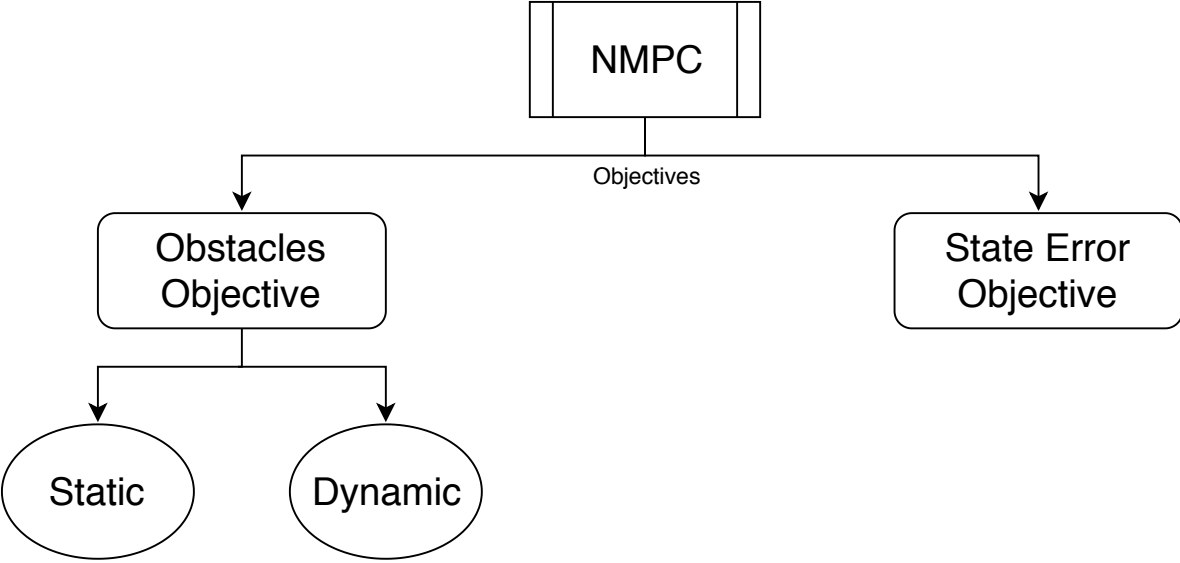 NMPC
Objectives
Obstacles
Objective
State Error
Objective
Static
Dynamic